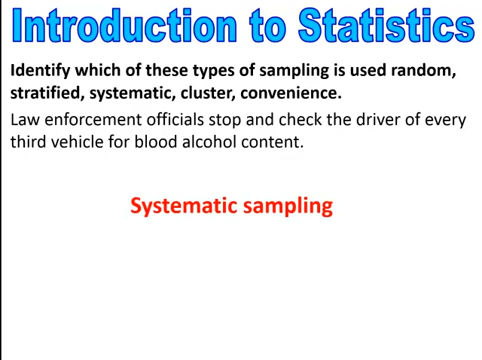 Introduction to Statistics
Identify which of these types of sampling is used random,
stratified, systematic, cluster, convenience.
Law enforcement officials stop and check the driver of every
third vehicle for blood alcohol content.
Systematic sampling